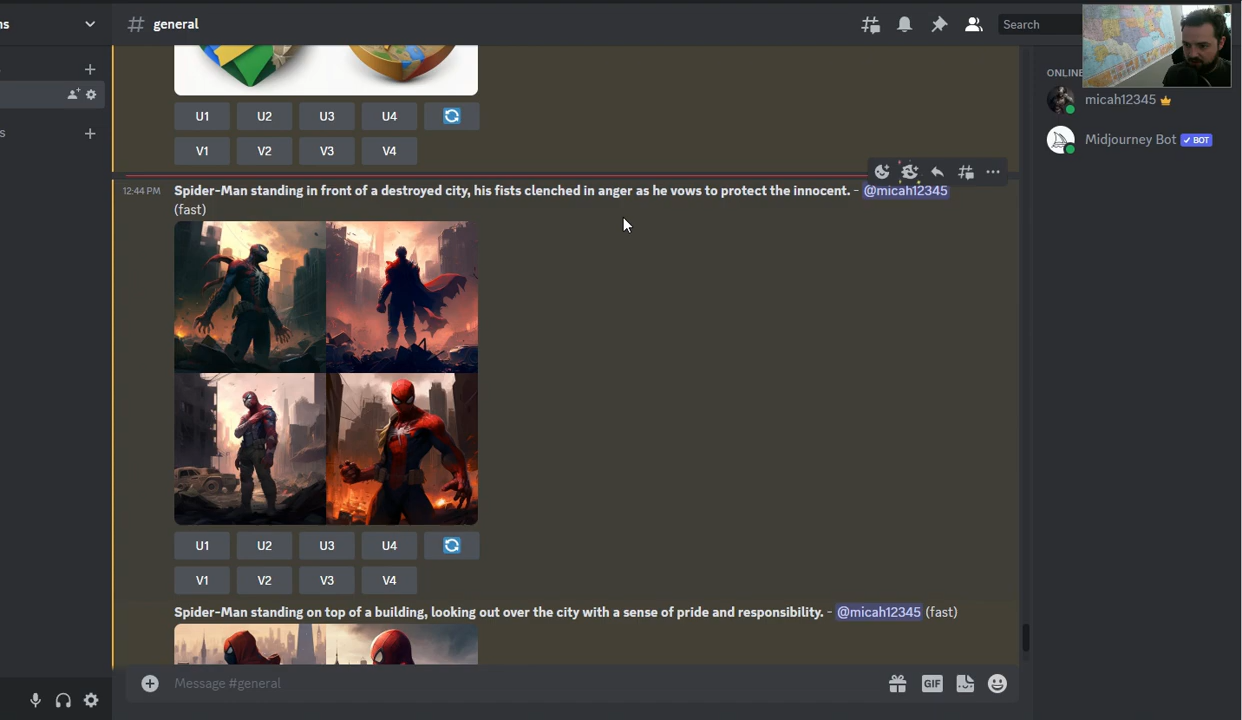 ns
# general
Search
U1 U2 U3 U4
V1 V2 V3 V4
ONLINE
micah12345
Midjourney Bot ✓ BOT
s
12:44 PM Spider-Man standing in front of a destroyed city, his fists clenched in anger as he vows to protect the innocent. - @micah12345
(fast)
U1 U2 U3 U4
V1 V2 V3 V4
Spider-Man standing on top of a building, looking out over the city with a sense of pride and responsibility. - @micah12345 (fast)
Message #general
GIF